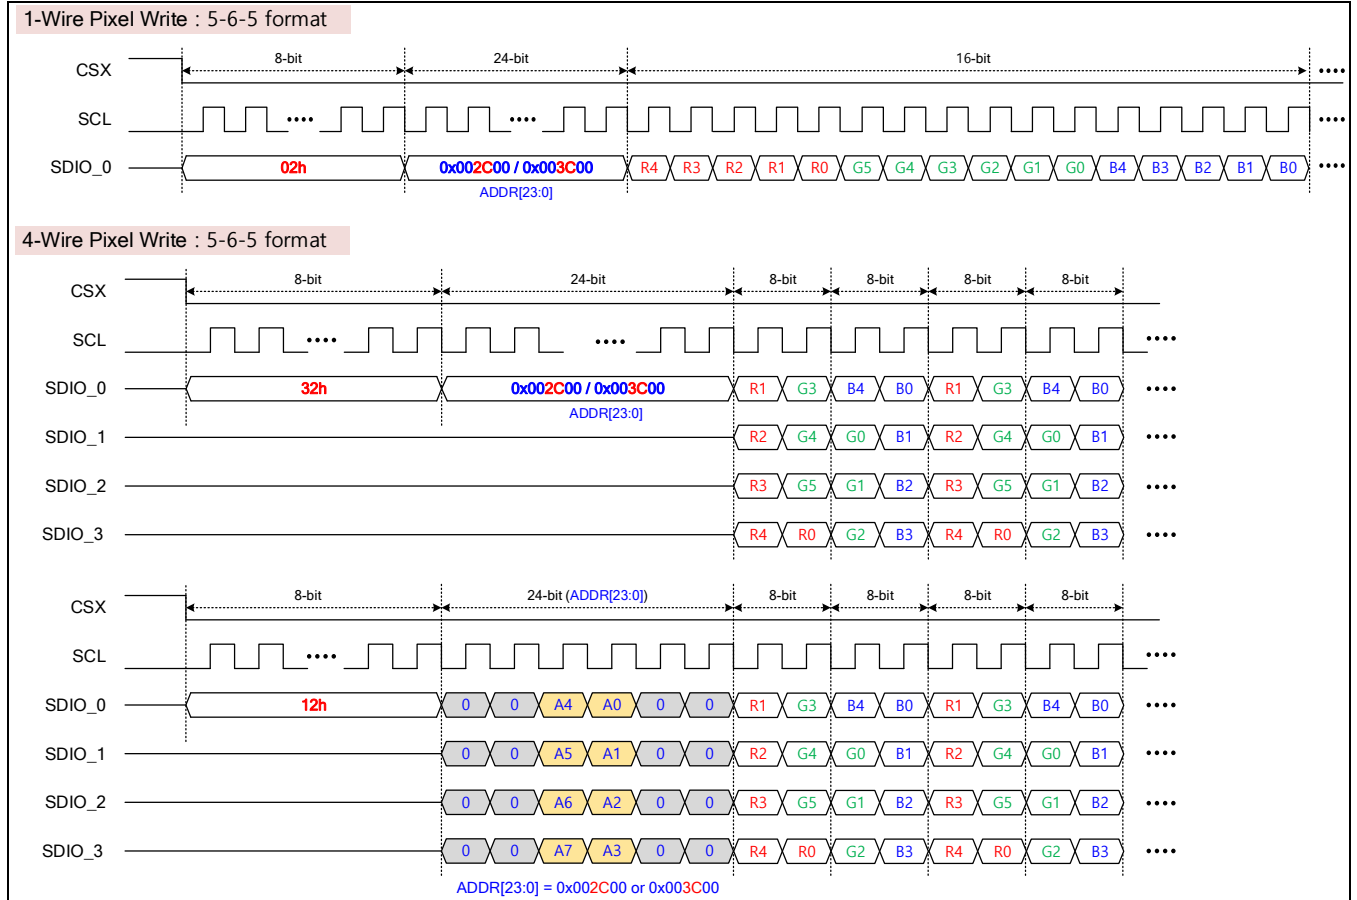 1-Wire Pixel Write : 5-6-5 format
8-bit 24-bit 16-bit
CSX
SCL
SDIO_0 02h 0x002C00 / 0x003C00 R4 R3 R2 R1 R0 G5 G4 G3 G2 G1 G0 B4 B3 B2 B1 B0
ADDR[23:0]
4-Wire Pixel Write : 5-6-5 format
8-bit 24-bit 8-bit 8-bit 8-bit 8-bit
CSX
SCL
SDIO_0 32h 0x002C00 / 0x003C00 R1 G3 B4 B0 R1 G3 B4 B0
ADDR[23:0]
SDIO_1 R2 G4 G0 B1 R2 G4 G0 B1
SDIO_2 R3 G5 G1 B2 R3 G5 G1 B2
SDIO_3 R4 R0 G2 B3 R4 R0 G2 B3
8-bit 24-bit (ADDR[23:0]) 8-bit 8-bit 8-bit 8-bit
CSX
SCL
SDIO_0 12h 0 0 A4 A0 0 0 R1 G3 B4 B0 R1 G3 B4 B0
SDIO_1 0 0 A5 A1 0 0 R2 G4 G0 B1 R2 G4 G0 B1
SDIO_2 0 0 A6 A2 0 0 R3 G5 G1 B2 R3 G5 G1 B2
SDIO_3 0 0 A7 A3 0 0 R4 R0 G2 B3 R4 R0 G2 B3
ADDR[23:0] = 0x002C00 or 0x003C00